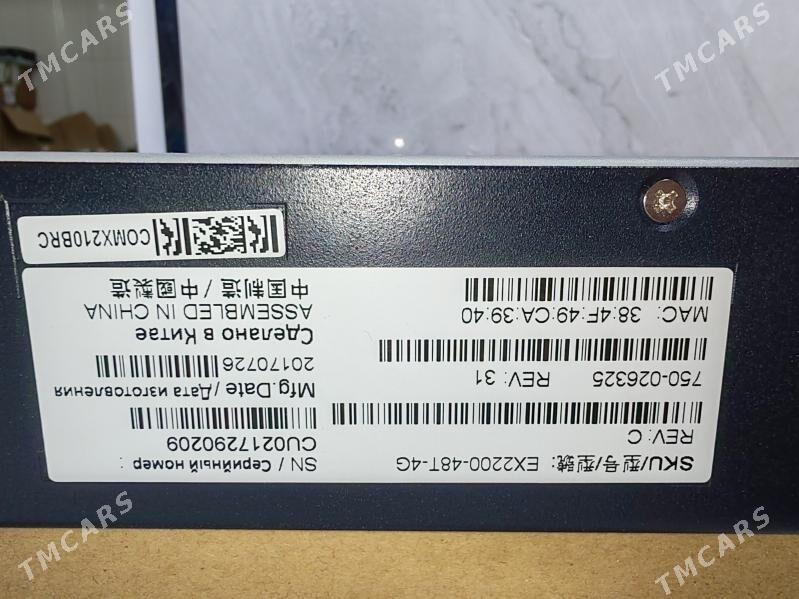 SKU/型号/型號: EX2200-48T-4G
REV: C
750-026325 REV: 31
MAC: 38:4F:49:CA:39:40
SN / Серийный номер :
CU0217290209
Mfg.Date / Дата изготовления
20170726
Сделано в Китае
ASSEMBLED IN CHINA
中国制造 / 中國製造
COMX210BRC
TMCARS
TMCARS
TMCARS
TMCARS
TMCARS